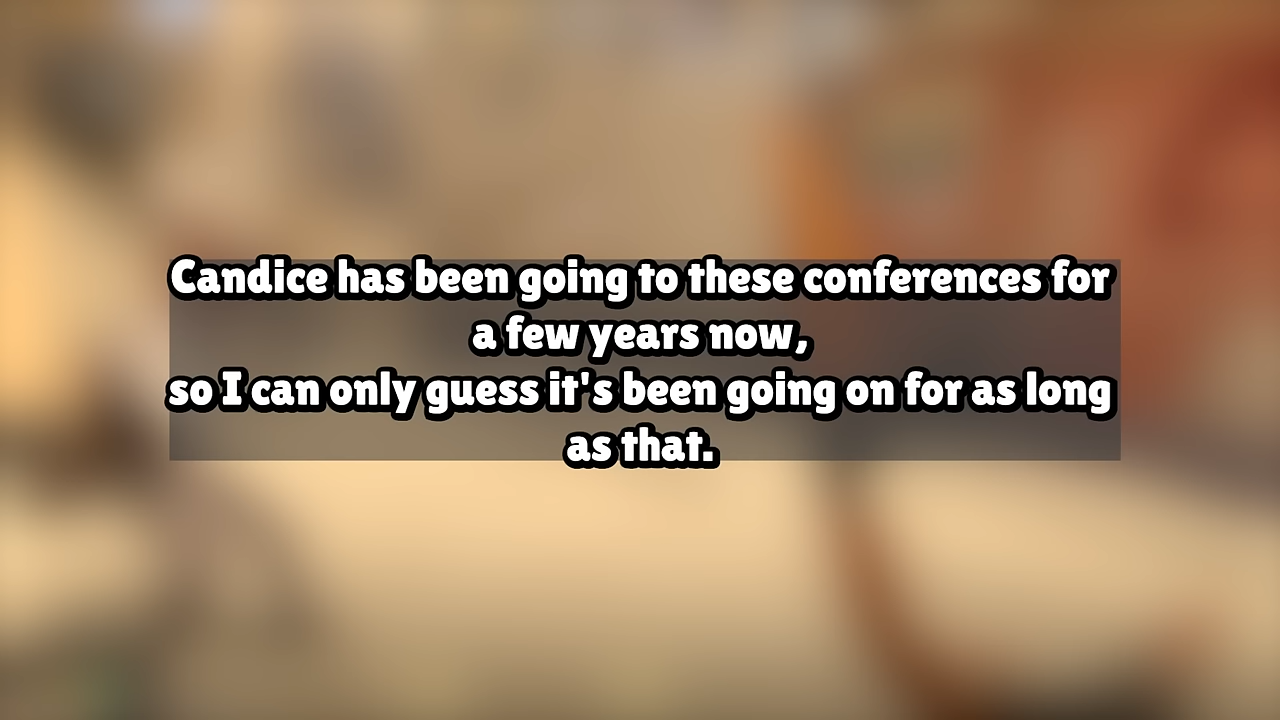 Candice has been going to these conferences for
a few years now,
so I can only guess it's been going on for as long
as that.